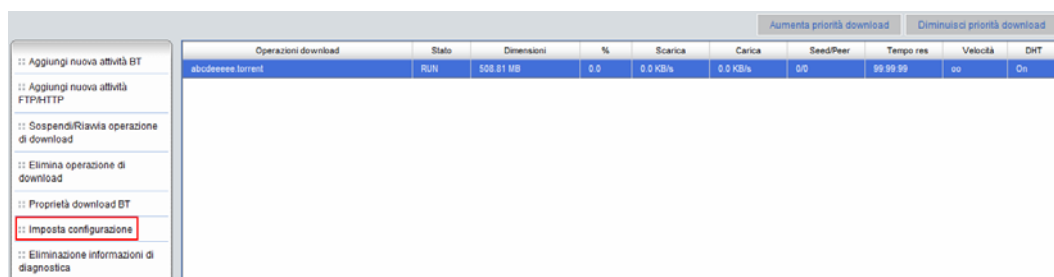 Aumenta priorità download Diminuisci priorità download
:: Aggiungi nuova attività BT
:: Aggiungi nuova attività
FTP/HTTP
:: Sospendi/Riavvia operazione
di download
:: Elimina operazione di
download
:: Proprietà download BT
:: Imposta configurazione
:: Eliminazione informazioni di
diagnostica
Operazioni download Stato Dimensioni % Scarica Carica Seed/Peer Tempo res Velocità DHT
abcdeeeee.torrent RUN 508.81 MB 0.0 0.0 KB/s 0.0 KB/s 0/0 99:99:99 oo On